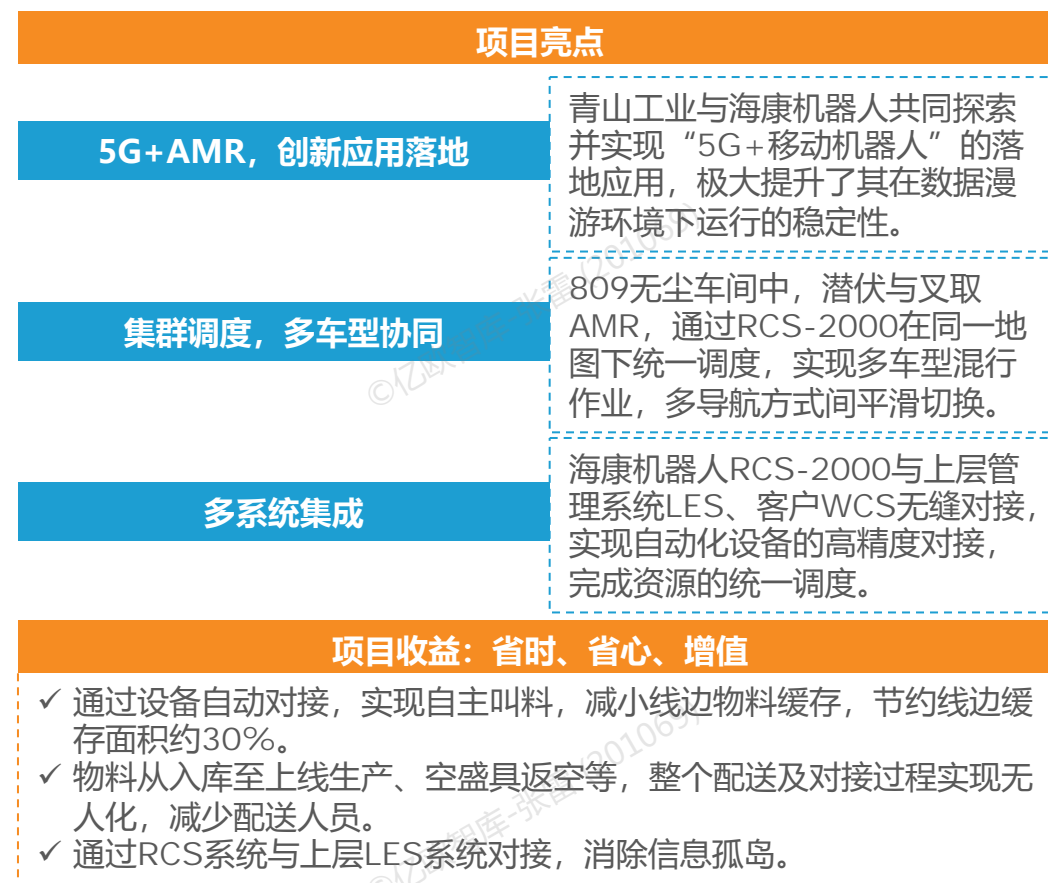 项目亮点
5G+AMR，创新应用落地
青山工业与海康机器人共同探索
并实现“5G+移动机器人”的落
地应用，极大提升了其在数据漫
游环境下运行的稳定性。
集群调度，多车型协同
809无尘车间中，潜伏与叉取
AMR，通过RCS-2000在同一地
图下统一调度，实现多车型混行
作业，多导航方式间平滑切换。
多系统集成
海康机器人RCS-2000与上层管
理系统LES、客户WCS无缝对接，
实现自动化设备的高精度对接，
完成资源的统一调度。
项目收益：省时、省心、增值
✓ 通过设备自动对接，实现自主叫料，减小线边物料缓存，节约线边缓
存面积约30%。
✓ 物料从入库至上线生产、空盛具返空等，整个配送及对接过程实现无
人化，减少配送人员。
✓ 通过RCS系统与上层LES系统对接，消除信息孤岛。
©亿欧智库-张雷(201069)
©亿欧智库-张雷(201069)